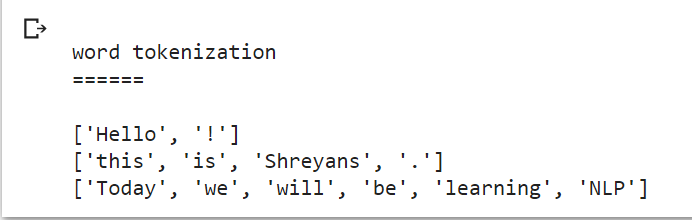 word tokenization
======
['Hello', '!']
['this', 'is', 'Shreyans', '.']
['Today', 'we', 'will', 'be', 'learning', 'NLP']